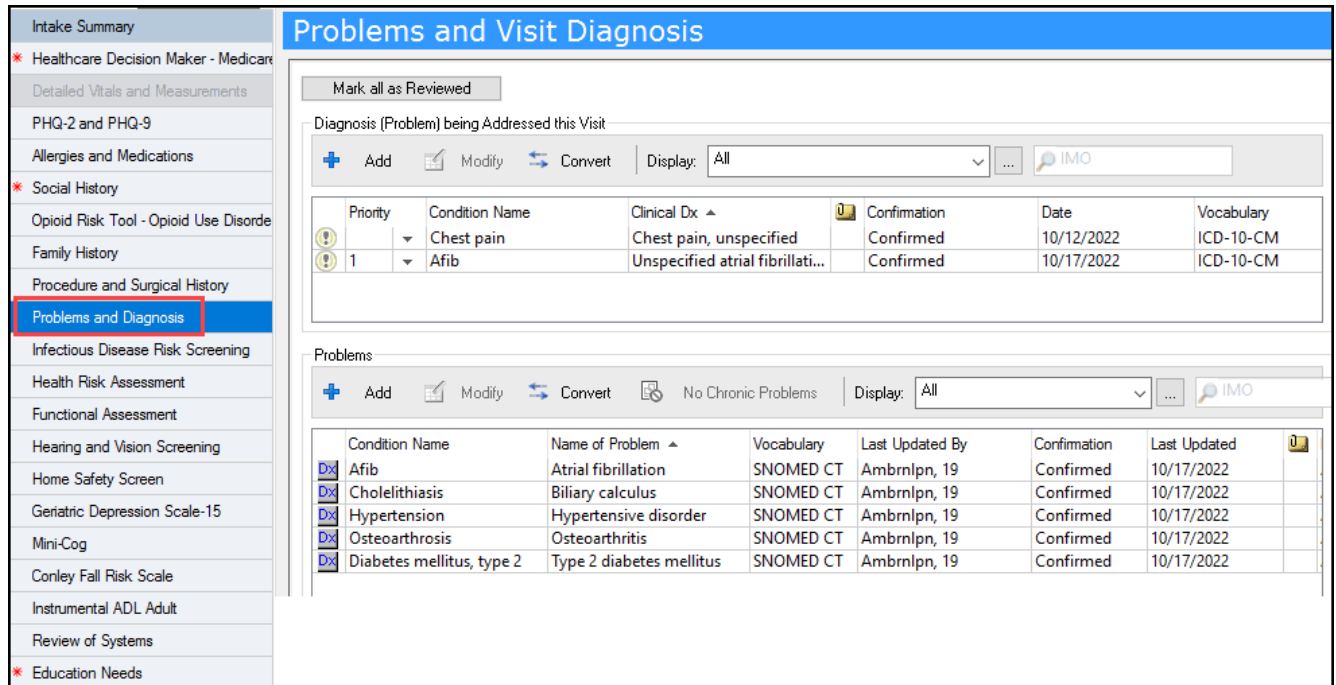 Intake Summary
* Healthcare Decision Maker - Medicare
Detailed Vitals and Measurements
PHQ-2 and PHQ-9
Allergies and Medications
* Social History
Opioid Risk Tool - Opioid Use Disorde
Family History
Procedure and Surgical History
Problems and Diagnosis
Infectious Disease Risk Screening
Health Risk Assessment
Functional Assessment
Hearing and Vision Screening
Home Safety Screen
Geriatric Depression Scale-15
Mini-Cog
Conley Fall Risk Scale
Instrumental ADL Adult
Review of Systems
* Education Needs
Problems and Visit Diagnosis
Mark all as Reviewed
Diagnosis (Problem) being Addressed this Visit
Add Modify Convert Display: All ... IMO
Priority Condition Name Clinical Dx Confirmation Date Vocabulary
Chest pain Chest pain, unspecified Confirmed 10/12/2022 ICD-10-CM
1 Afib Unspecified atrial fibrillati... Confirmed 10/17/2022 ICD-10-CM
Problems
Add Modify Convert No Chronic Problems Display: All ... IMO
Condition Name Name of Problem Vocabulary Last Updated By Confirmation Last Updated
Dx Afib Atrial fibrillation SNOMED CT Ambrnlpn, 19 Confirmed 10/17/2022
Dx Cholelithiasis Biliary calculus SNOMED CT Ambrnlpn, 19 Confirmed 10/17/2022
Dx Hypertension Hypertensive disorder SNOMED CT Ambrnlpn, 19 Confirmed 10/17/2022
Dx Osteoarthrosis Osteoarthritis SNOMED CT Ambrnlpn, 19 Confirmed 10/17/2022
Dx Diabetes mellitus, type 2 Type 2 diabetes mellitus SNOMED CT Ambrnlpn, 19 Confirmed 10/17/2022